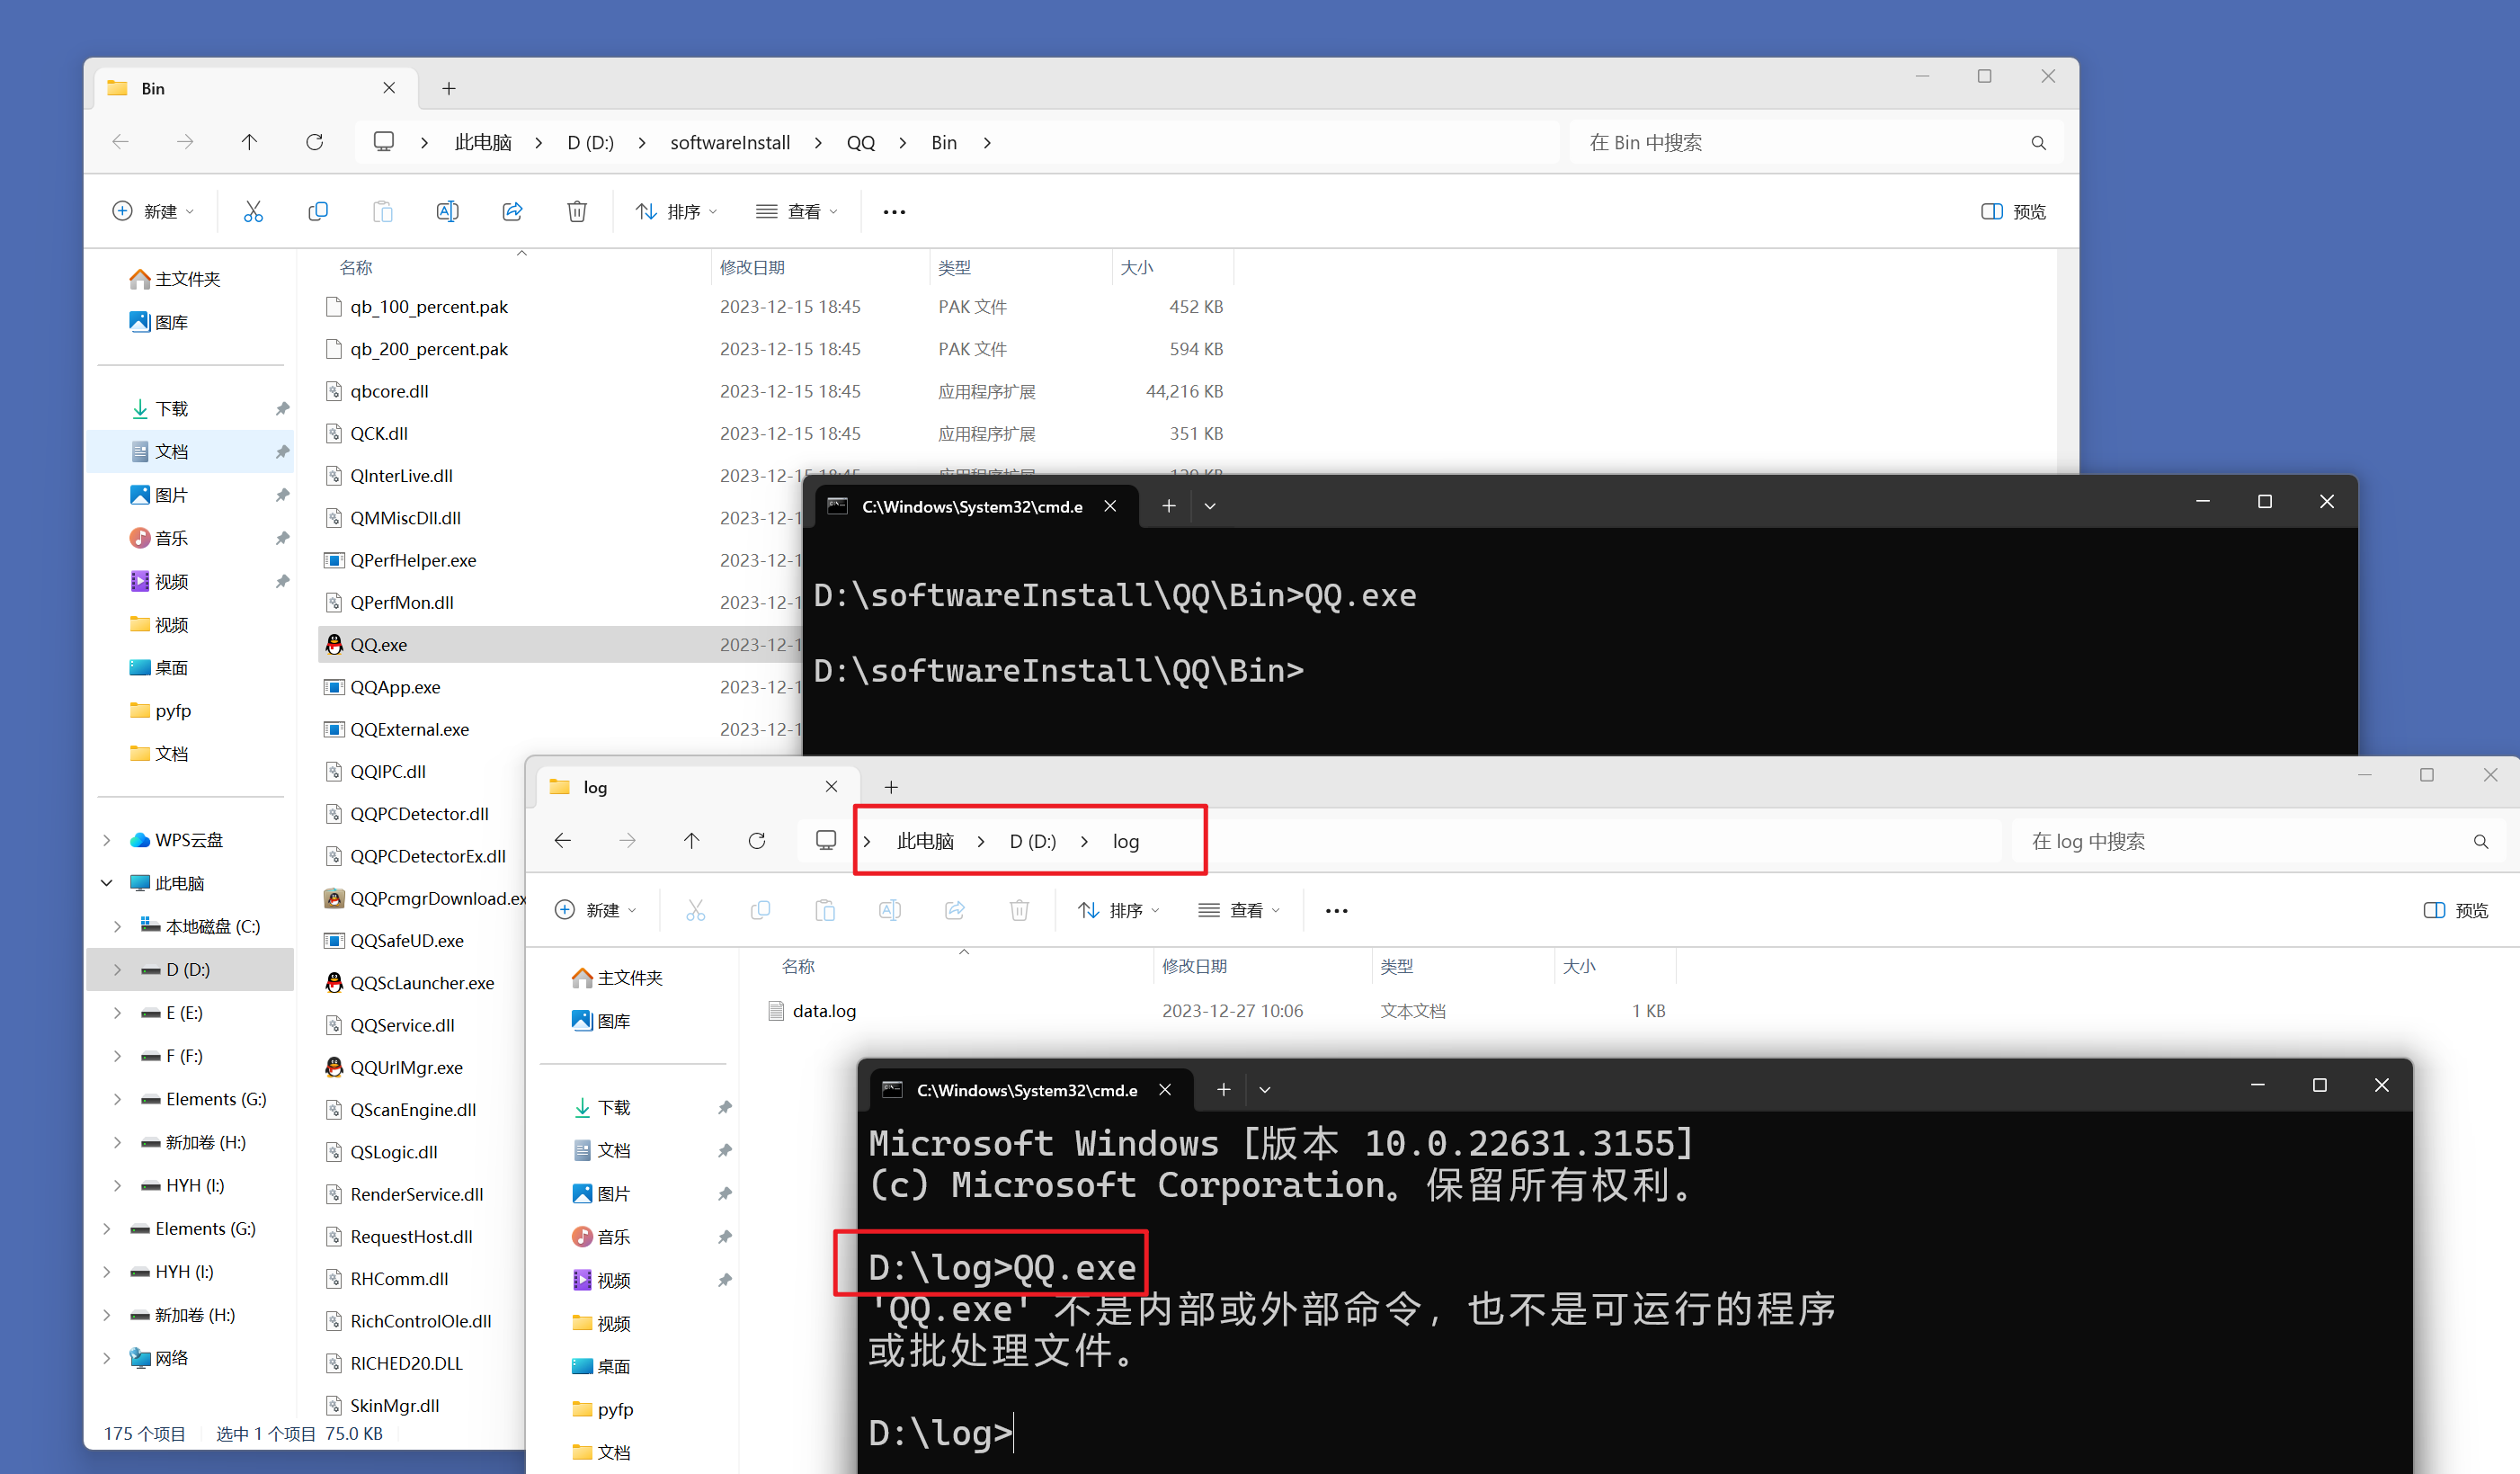 Bin
此电脑 D (D:) softwareInstall QQ Bin
在 Bin 中搜索
新建 排序 查看 预览
名称 修改日期 类型 大小
主文件夹
图库
下载
文档
图片
音乐
视频
视频
桌面
pyfp
文档
WPS云盘
此电脑
本地磁盘 (C:)
D (D:)
E (E:)
F (F:)
Elements (G:)
新加卷 (H:)
HYH (I:)
Elements (G:)
HYH (I:)
新加卷 (H:)
网络
qb_100_percent.pak 2023-12-15 18:45 PAK 文件 452 KB
qb_200_percent.pak 2023-12-15 18:45 PAK 文件 594 KB
qbcore.dll 2023-12-15 18:45 应用程序扩展 44,216 KB
QCK.dll 2023-12-15 18:45 应用程序扩展 351 KB
QInterLive.dll 2023-12-15 18:45 应用程序扩展
QMMiscDll.dll 2023-12-1
QPerfHelper.exe 2023-12-1
QPerfMon.dll 2023-12-1
QQ.exe 2023-12-1
QQApp.exe 2023-12-1
QQExternal.exe 2023-12-1
QQIPC.dll
QQPCDetector.dll
QQPCDetectorEx.dll
QQPcmgrDownload.ex
QQSafeUD.exe
QQScLauncher.exe
QQService.dll
QQUrlMgr.exe
QScanEngine.dll
QSLogic.dll
RenderService.dll
RequestHost.dll
RHComm.dll
RichControlOle.dll
RICHED20.DLL
SkinMgr.dll
175 个项目 选中 1 个项目 75.0 KB
C:\Windows\System32\cmd.e
D:\softwareInstall\QQ\Bin>QQ.exe
D:\softwareInstall\QQ\Bin>
log
此电脑 D (D:) log
在 log 中搜索
新建 排序 查看 预览
名称 修改日期 类型 大小
主文件夹
图库
下载
文档
图片
音乐
视频
视频
桌面
pyfp
文档
data.log 2023-12-27 10:06 文本文档 1 KB
C:\Windows\System32\cmd.e
Microsoft Windows [版本 10.0.22631.3155]
(c) Microsoft Corporation。保留所有权利。
D:\log>QQ.exe
'QQ.exe' 不是内部或外部命令，也不是可运行的程序
或批处理文件。
D:\log>